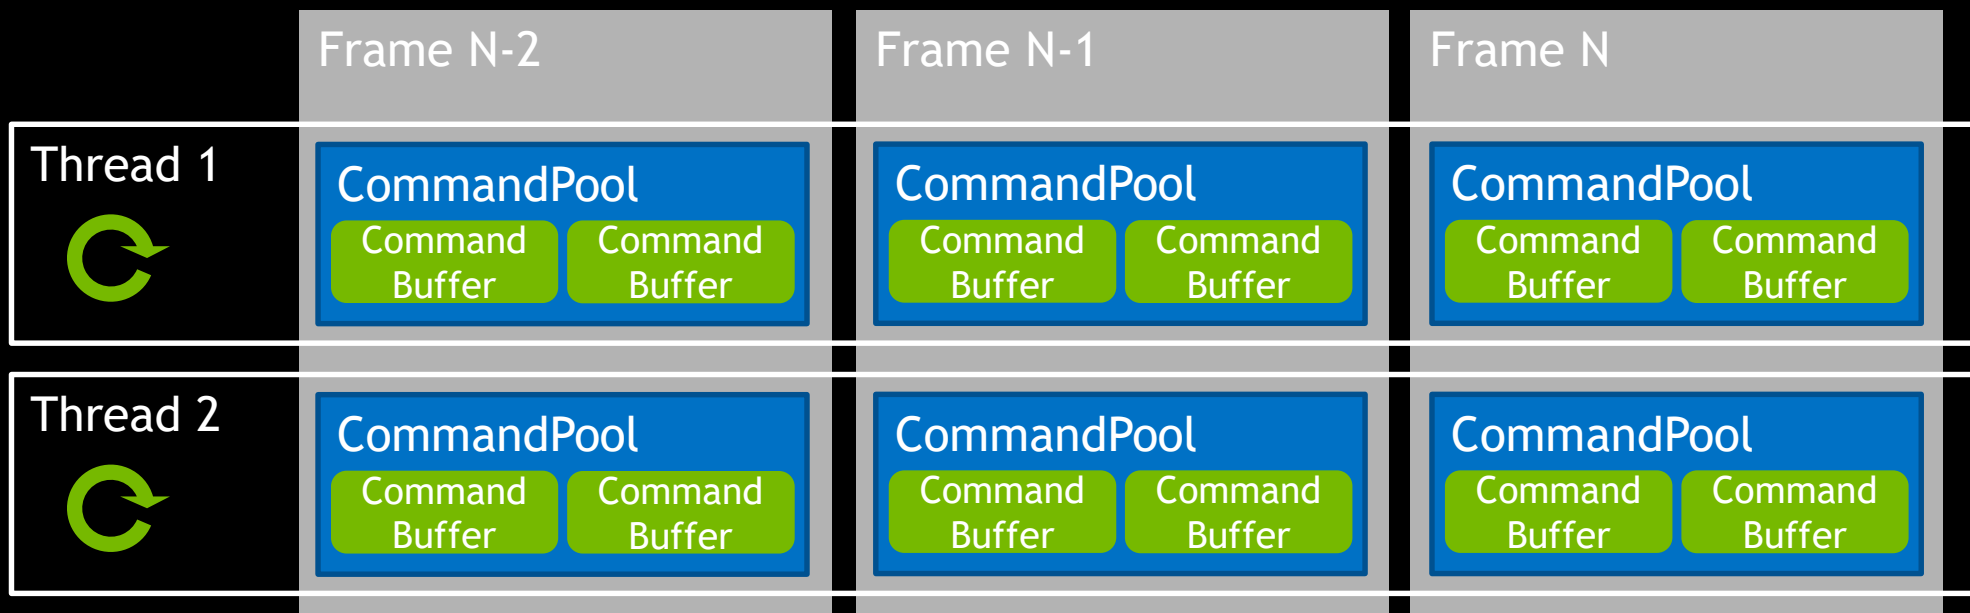 Frame N-2
Frame N-1
Frame N
Thread 1
CommandPool
Command
Buffer
Command
Buffer
CommandPool
Command
Buffer
Command
Buffer
CommandPool
Command
Buffer
Command
Buffer
Thread 2
CommandPool
Command
Buffer
Command
Buffer
CommandPool
Command
Buffer
Command
Buffer
CommandPool
Command
Buffer
Command
Buffer